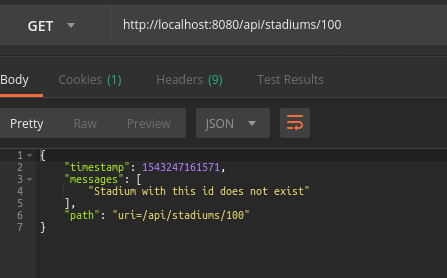 GET http://localhost:8080/api/stadiums/100
Body Cookies (1) Headers (9) Test Results
Pretty Raw Preview JSON
1 {
2 "timestamp": 1543247161571,
3 "messages": [
4 "Stadium with this id does not exist"
5 ],
6 "path": "uri=/api/stadiums/100"
7 }